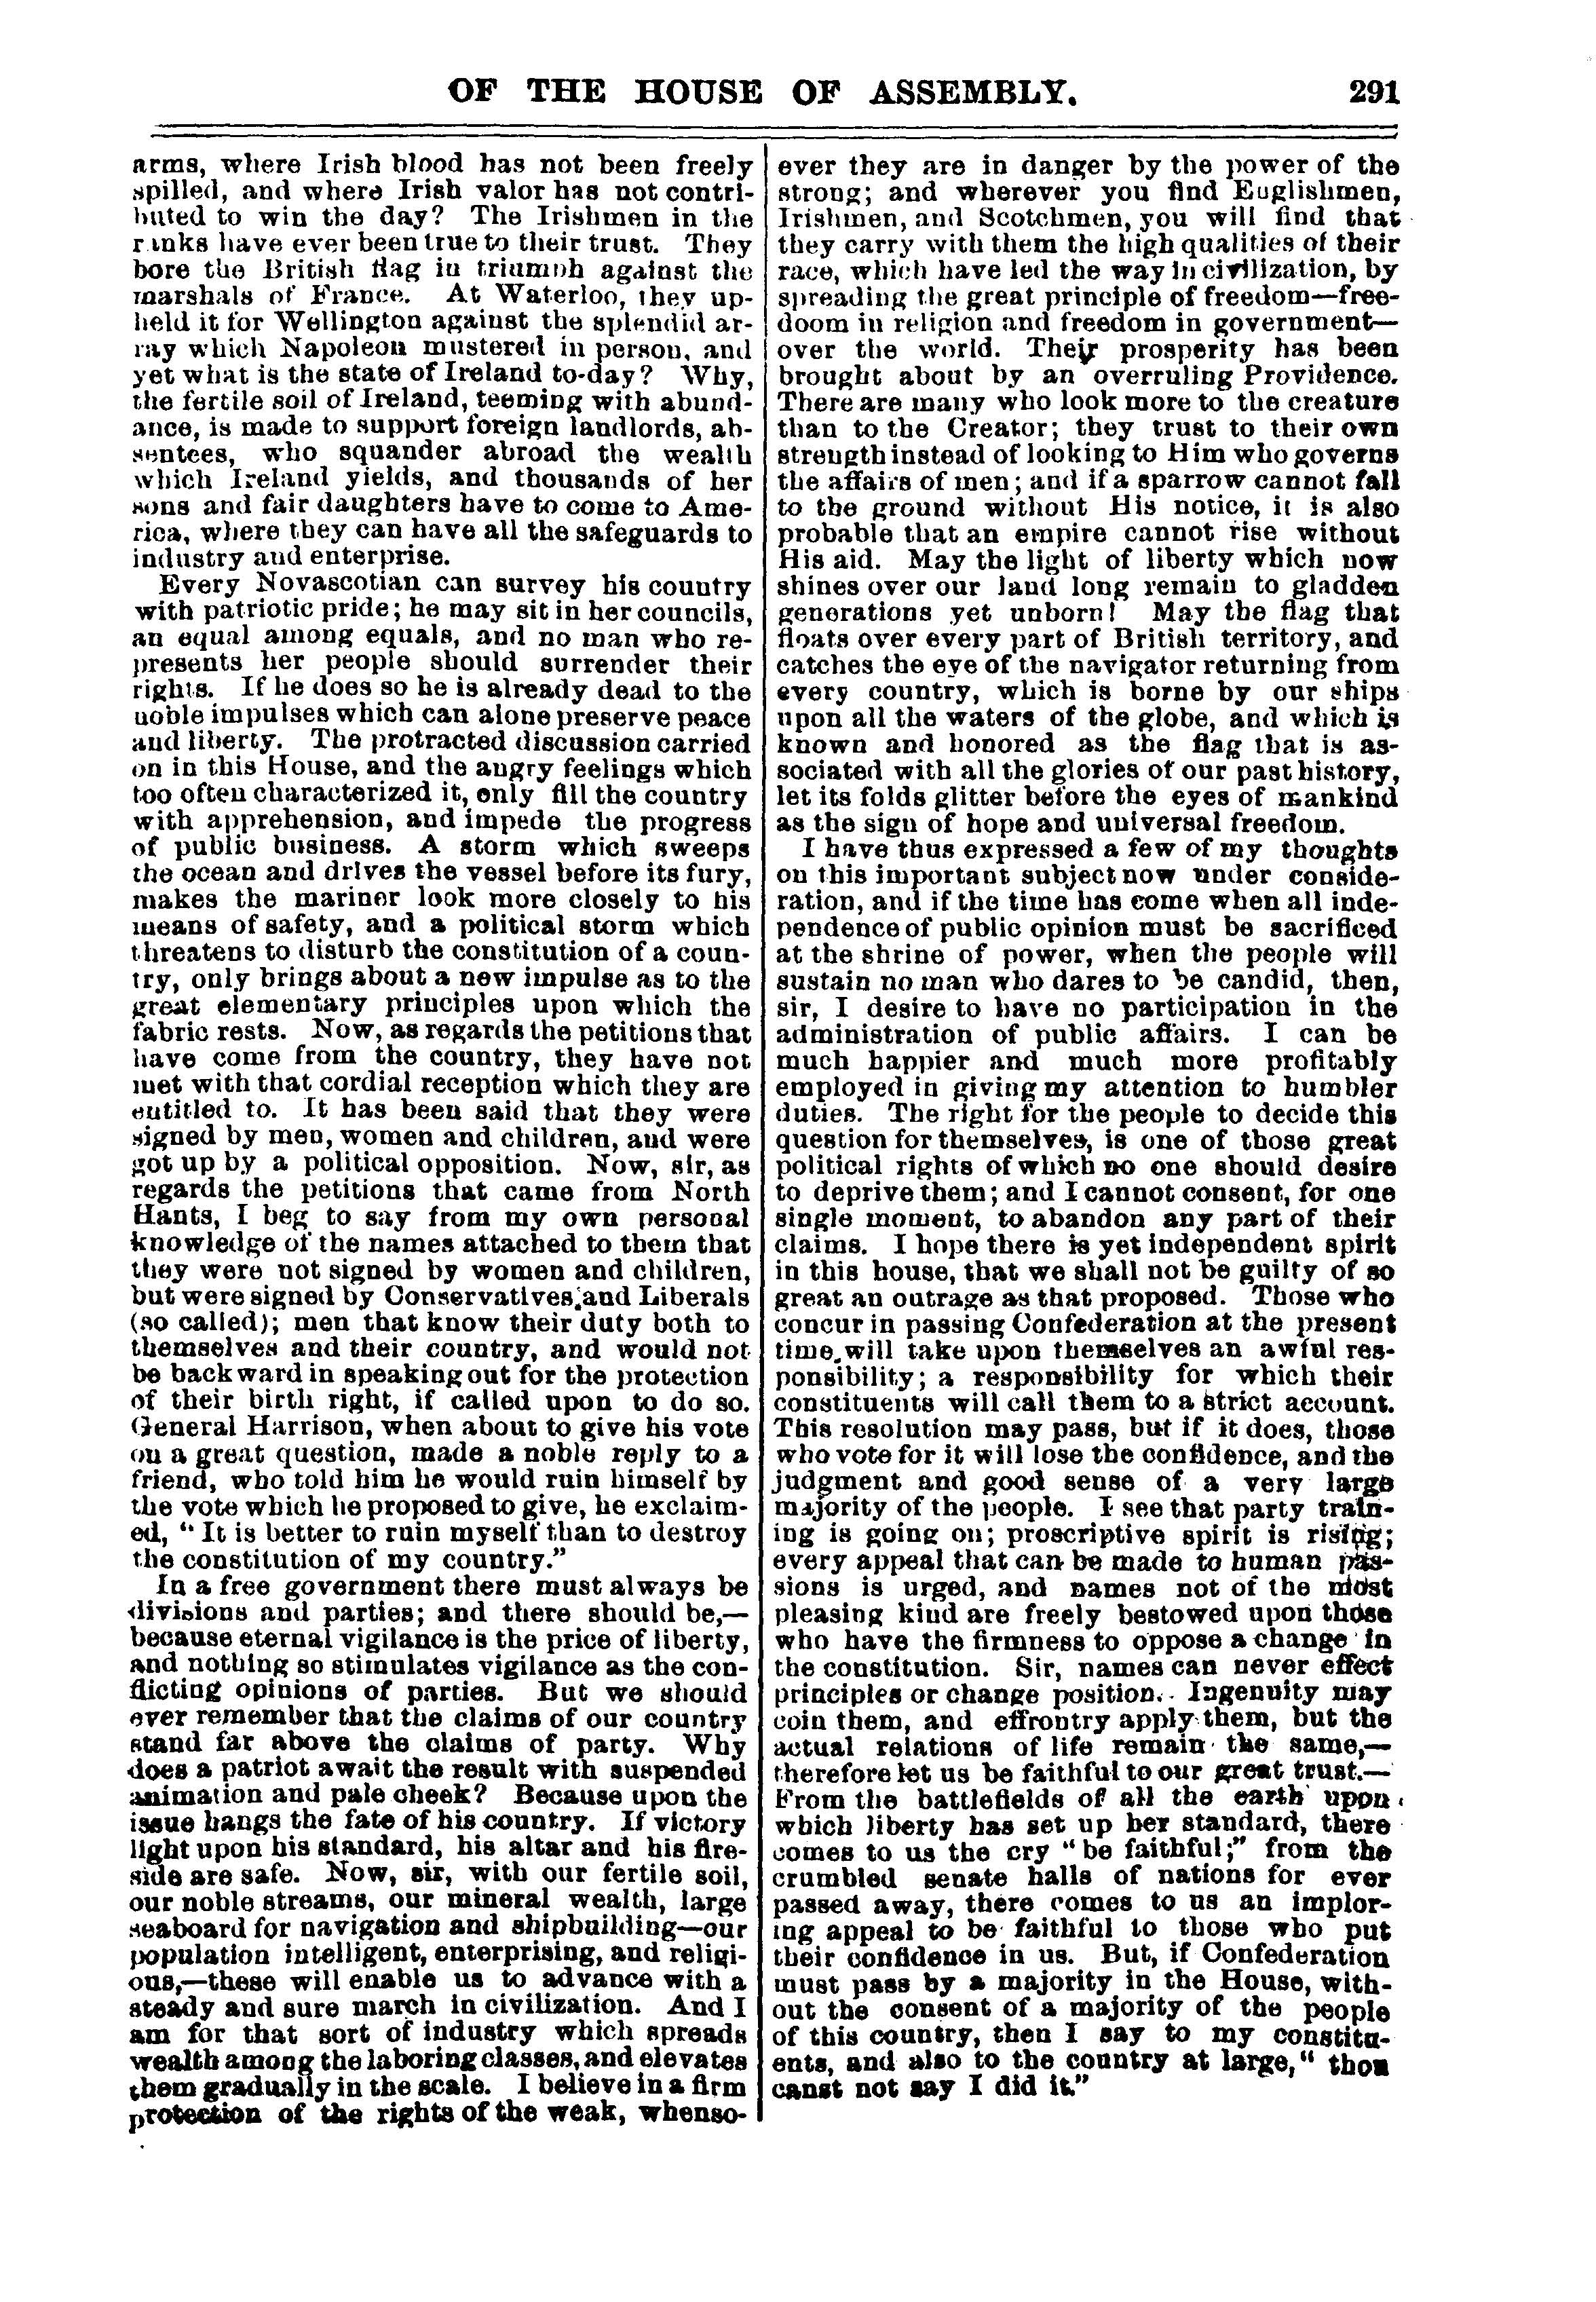 OF THE HOUSE OF ASSEMBLY. 291
arms, where Irish blood has not been freely
spilled, and where Irish valor has not contri-
buted to win the day? The Irishmen in the
ranks have ever been true to their trust. They
bore the British flag in triumph against the
marshals of France. At Waterloo, they up-
held it for Wellington against the splendid ar-
ray which Napoleon mustered in person, and
yet what is the state of Ireland to-day? Why,
the fertile soil of Ireland, teeming with abund-
ance, is made to support foreign landlords, ab-
sentees, who squander abroad the wealth
which Ireland yields, and thousands of her
sons and fair daughters have to come to Ame-
rica, where they can have all the safeguards to
industry and enterprise.
Every Novascotian can survey his country
with patriotic pride; he may sit in her councils,
an equal among equals, and no man who re-
presents her people should surrender their
rights. If he does so he is already dead to the
noble impulses which can alone preserve peace
and liberty. The protracted discussion carried
on in this House, and the angry feelings which
too often characterized it, only fill the country
with apprehension, and impede the progress
of public business. A storm which sweeps
the ocean and drives the vessel before its fury,
makes the mariner look more closely to his
means of safety, and a political storm which
threatens to disturb the constitution of a coun-
try, only brings about a new impulse as to the
great elementary principles upon which the
fabric rests. Now, as regards the petitions that
have come from the country, they have not
met with that cordial reception which they are
entitled to. It has been said that they were
signed by men, women and children, and were
got up by a political opposition. Now, sir, as
regards the petitions that came from North
Hants, I beg to say from my own personal
knowledge of the names attached to them that
they were not signed by women and children,
but were signed by Conservatives and Liberals
(so called); men that know their duty both to
themselves and their country, and would not
be backward in speaking out for the protection
of their birth right, if called upon to do so.
General Harrison, when about to give his vote
on a great question, made a noble reply to a
friend, who told him he would ruin himself by
the vote which he proposed to give, he exclaim-
ed, "It is better to ruin myself than to destroy
the constitution of my country."
In a free government there must always be
divisions and parties; and there should be,—
because eternal vigilance is the price of liberty,
and nothing so stimulates vigilance as the con-
flicting opinions of parties. But we should
ever remember that the claims of our country
stand far above the claims of party. Why
does a patriot await the result with suspended
animation and pale cheek? Because upon the
issue hangs the fate of his country. If victory
light upon his standard, his altar and his fire-
side are safe. Now, sir, with our fertile soil,
our noble streams, our mineral wealth, large
seaboard for navigation and shipbuilding—our
population intelligent, enterprising, and religi-
ous,—these will enable us to advance with a
steady and sure march in civilization. And I
am for that sort of industry which spreads
wealth among the laboring classes, and elevates
them gradually in the scale. I believe in a firm
protection of the rights of the weak, whenso-
ever they are in danger by the power of the
strong; and wherever you find Englishmen,
Irishmen, and Scotchmen, you will find that
they carry with them the high qualities of their
race, which have led the way in civilization, by
spreading the great principle of freedom—free-
doom in religion and freedom in government—
over the world. Their prosperity has been
brought about by an overruling Providence.
There are many who look more to the creature
than to the Creator; they trust to their own
strength instead of looking to Him who governs
the affairs of men; and if a sparrow cannot fall
to the ground without His notice, it is also
probable that an empire cannot rise without
His aid. May the light of liberty which now
shines over our land long remain to gladden
generations yet unborn! May the flag that
floats over every part of British territory, and
catches the eye of the navigator returning from
every country, which is borne by our ships
upon all the waters of the globe, and which is
known and honored as the flag that is as-
sociated with all the glories of our past history,
let its folds glitter before the eyes of mankind
as the sign of hope and universal freedom.
I have thus expressed a few of my thoughts
on this important subject now under conside-
ration, and if the time has come when all inde-
pendence of public opinion must be sacrificed
at the shrine of power, when the people will
sustain no man who dares to be candid, then,
sir, I desire to have no participation in the
administration of public affairs. I can be
much happier and much more profitably
employed in giving my attention to humbler
duties. The right for the people to decide this
question for themselves, is one of those great
political rights of which no one should desire
to deprive them; and I cannot consent, for one
single moment, to abandon any part of their
claims. I hope there is yet independent spirit
in this house, that we shall not be guilty of so
great an outrage as that proposed. Those who
concur in passing Confederation at the present
time, will take upon themselves an awful res-
ponsibility; a responsibility for which their
constituents will call them to a strict account.
This resolution may pass, but if it does, those
who vote for it will lose the confidence, and the
judgment and good sense of a very large
majority of the people. I see that party train-
ing is going on; proscriptive spirit is rising;
every appeal that can be made to human pas-
sions is urged, and names not of the most
pleasing kind are freely bestowed upon those
who have the firmness to oppose a change in
the constitution. Sir, names can never effect
principles or change position. Ingenuity may
coin them, and effrontry apply them, but the
actual relations of life remain the same,—
therefore let us be faithful to our great trust.—
From the battlefields of all the earth upon
which liberty has set up her standard, there
comes to us the cry "be faithful;" from the
crumbled senate halls of nations for ever
passed away, there comes to us an implor-
ing appeal to be faithful to those who put
their confidence in us. But, if Confederation
must pass by a majority in the House, with-
out the consent of a majority of the people
of this country, then I say to my constitu-
ents, and also to the country at large, "thou
canst not say I did it."